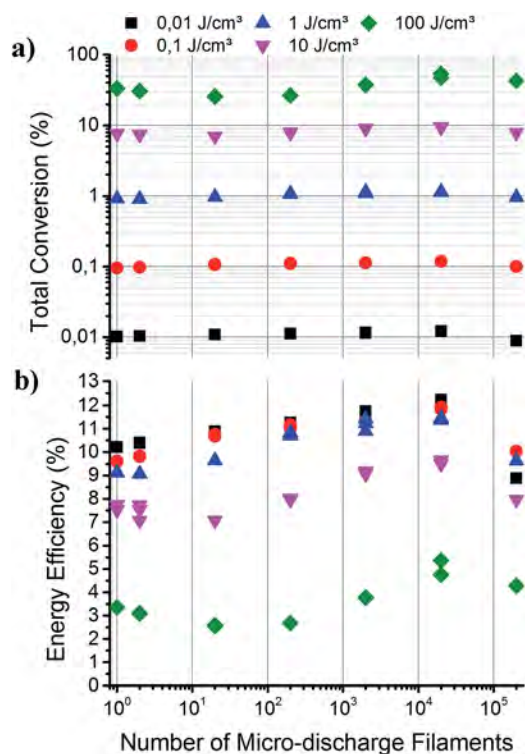 0,01 J/cm³ 1 J/cm³ 100 J/cm³
0,1 J/cm³ 10 J/cm³
a)
100
10
1
0,1
0,01
Total Conversion (%)
b)
13
12
11
10
9
8
7
6
5
4
3
2
1
0
Energy Efficiency (%)
10⁰ 10¹ 10² 10³ 10⁴ 10⁵
Number of Micro-discharge Filaments